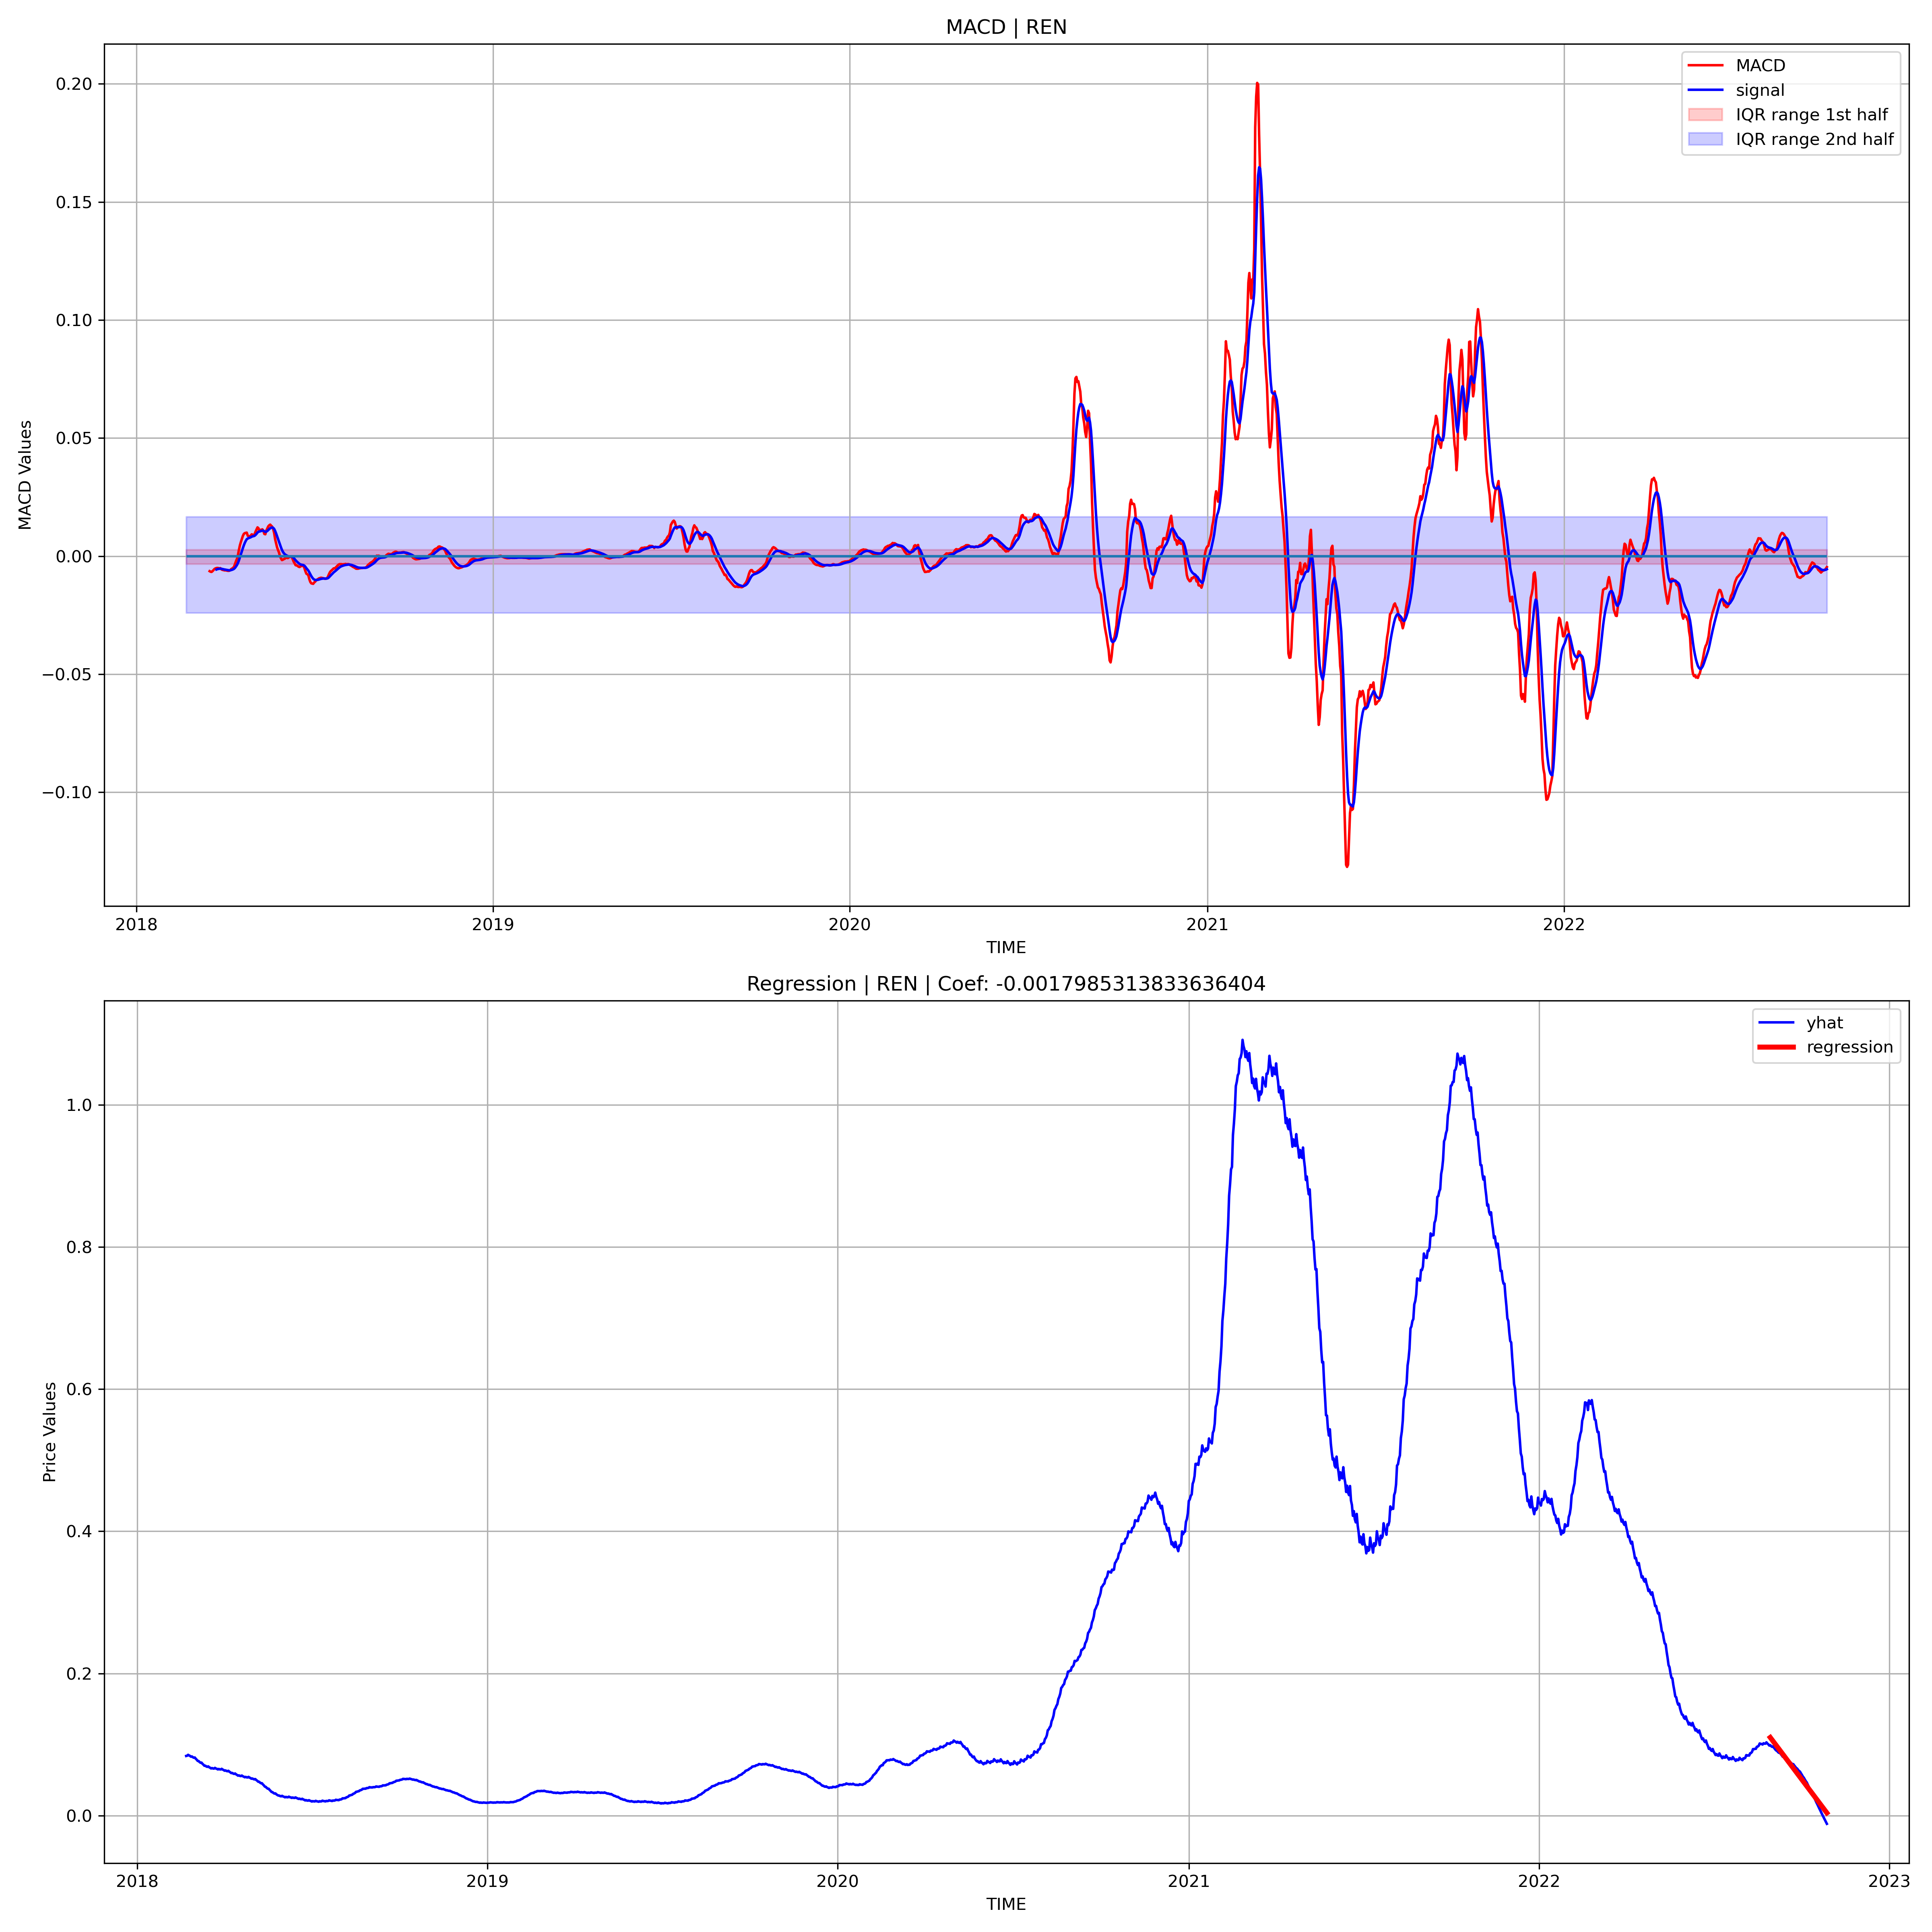 MACD | REN
MACD
signal
IQR range 1st half
IQR range 2nd half
0.20
0.15
0.10
0.05
0.00
−0.05
−0.10
MACD Values
2018 2019 2020 2021 2022
TIME
Regression | REN | Coef: -0.0017985313833636404
yhat
regression
1.0
0.8
0.6
0.4
0.2
0.0
Price Values
2018 2019 2020 2021 2022 2023
TIME